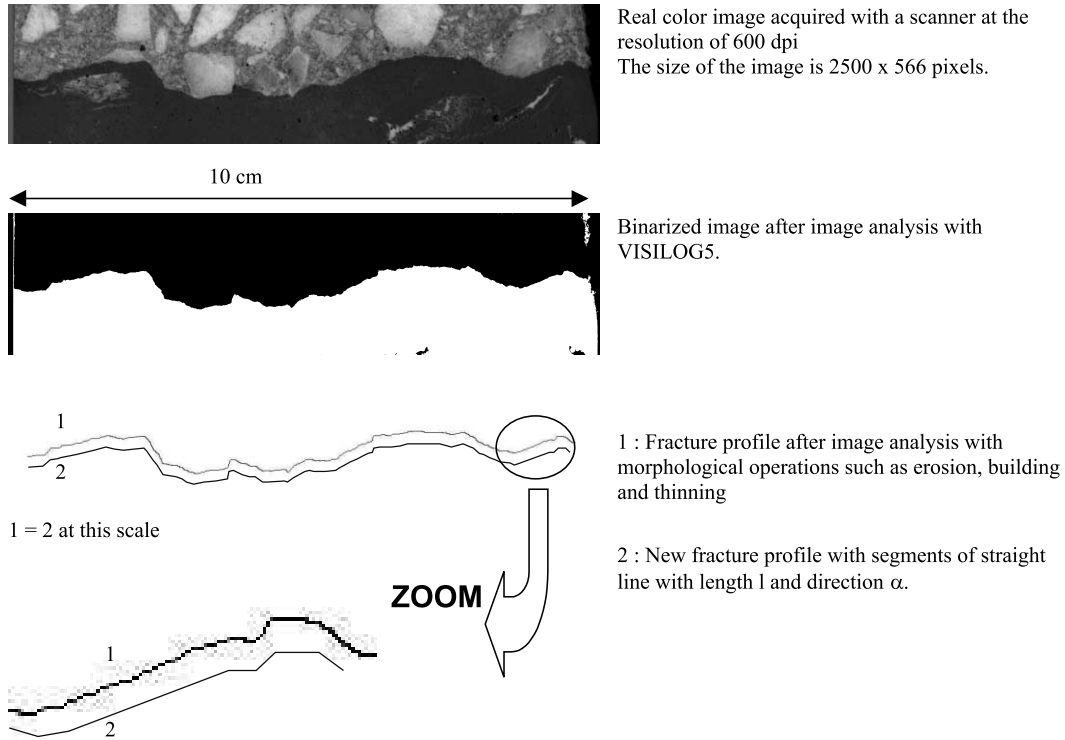 Real color image acquired with a scanner at the
resolution of 600 dpi
The size of the image is 2500 x 566 pixels.
10 cm
Binarized image after image analysis with
VISILOG5.
1
2
1 : Fracture profile after image analysis with
morphological operations such as erosion, building
and thinning
1 = 2 at this scale
2 : New fracture profile with segments of straight
line with length l and direction α.
ZOOM
1
2